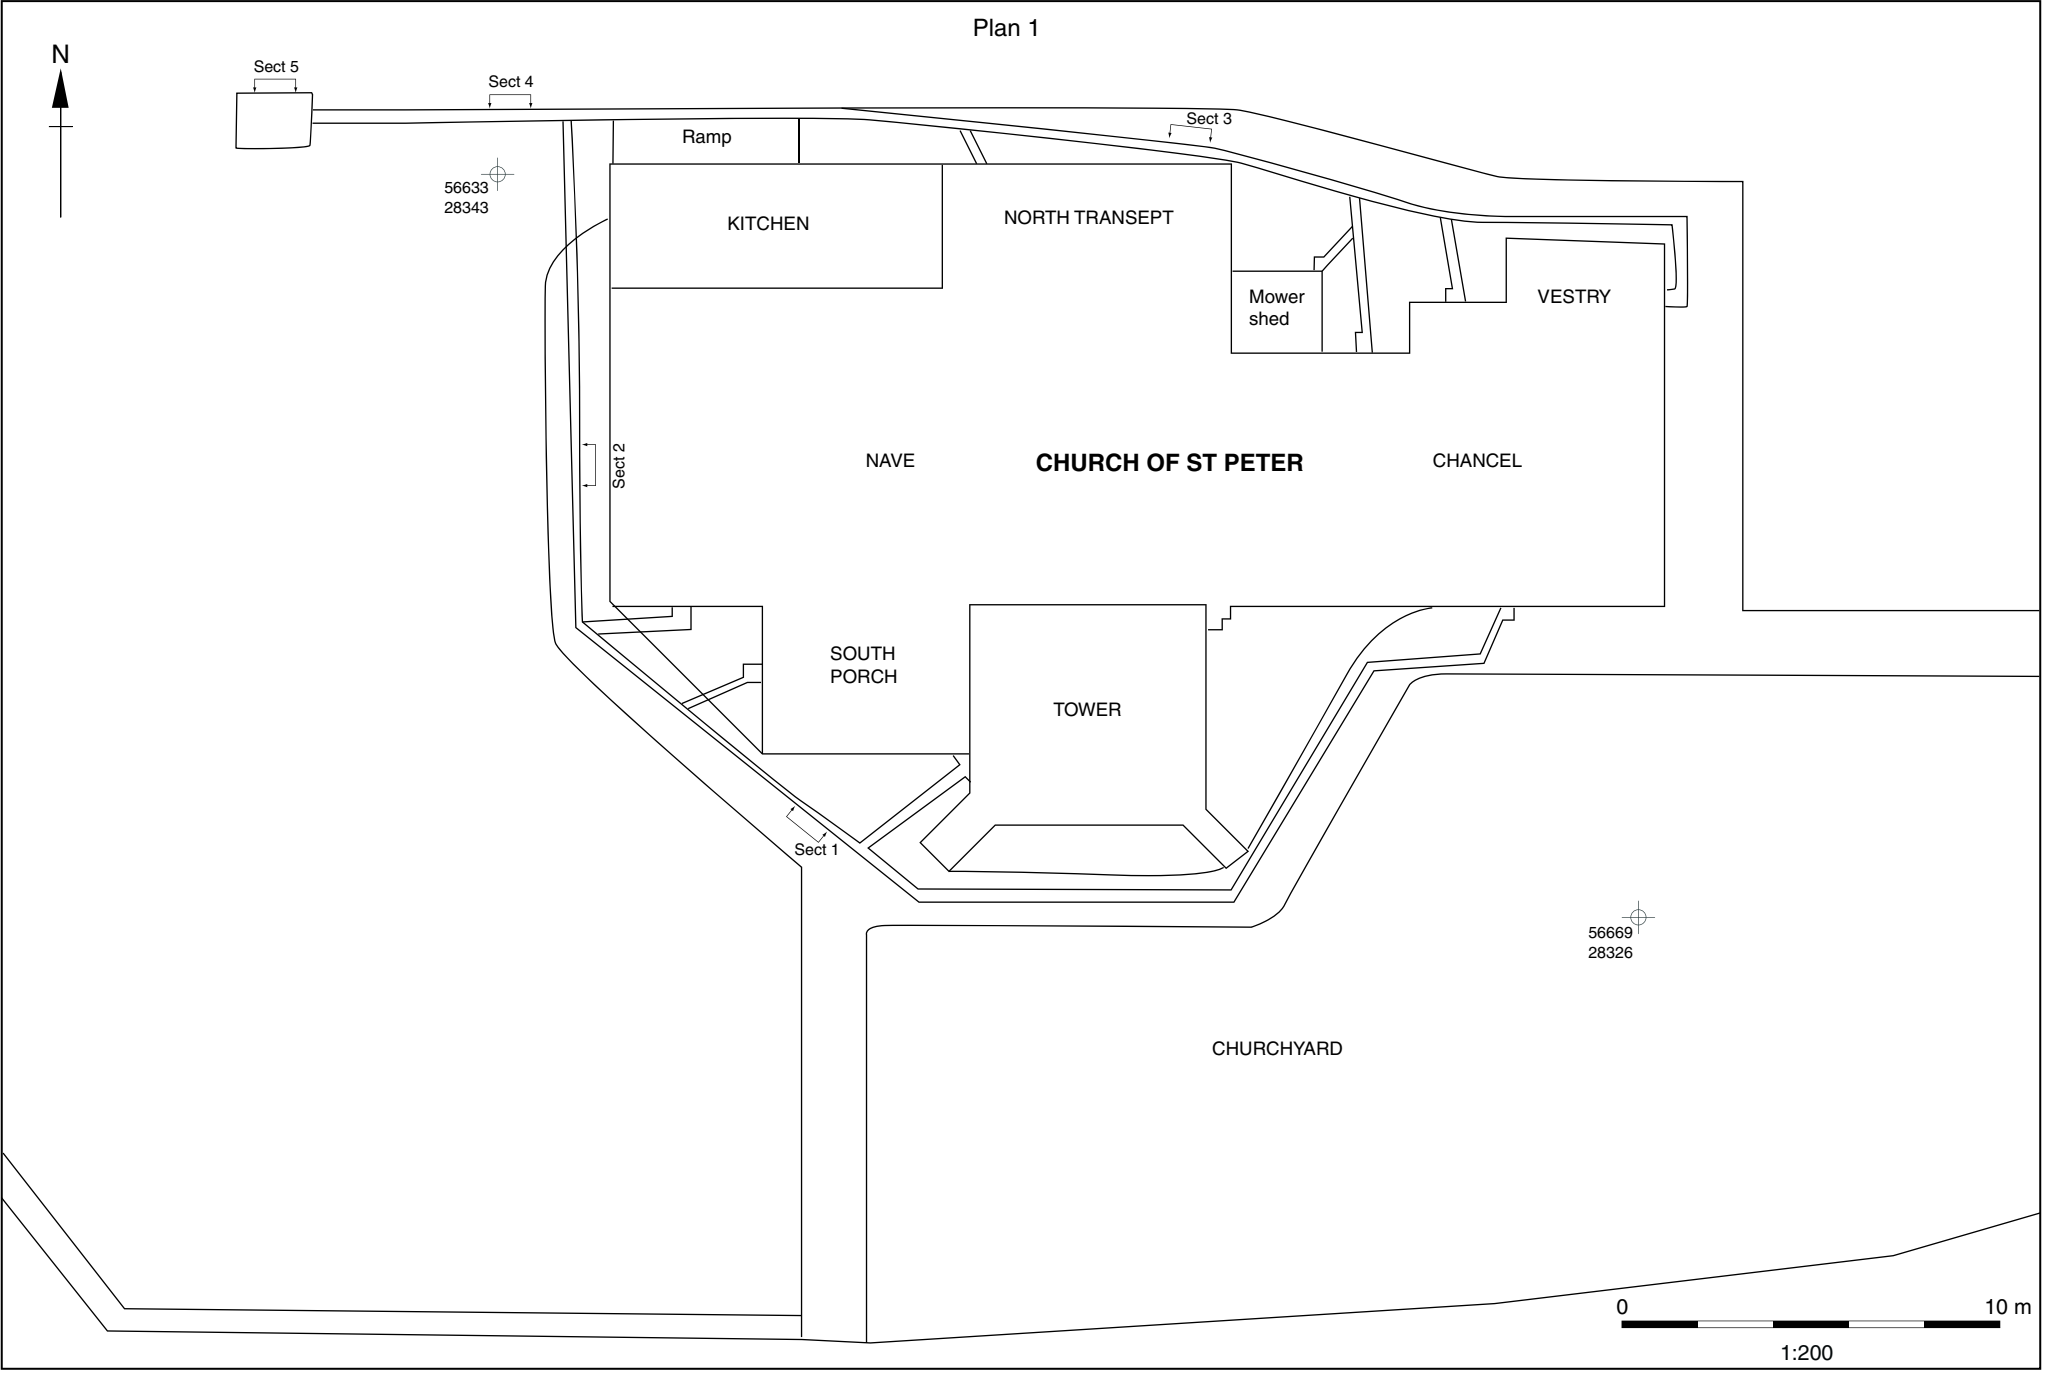 Plan 1
N
Sect 5
Sect 4
Sect 3
Ramp
56633
28343
KITCHEN
NORTH TRANSEPT
Mower
shed
VESTRY
Sect 2
NAVE
CHURCH OF ST PETER
CHANCEL
SOUTH
PORCH
TOWER
Sect 1
56669
28326
CHURCHYARD
0
10 m
1:200